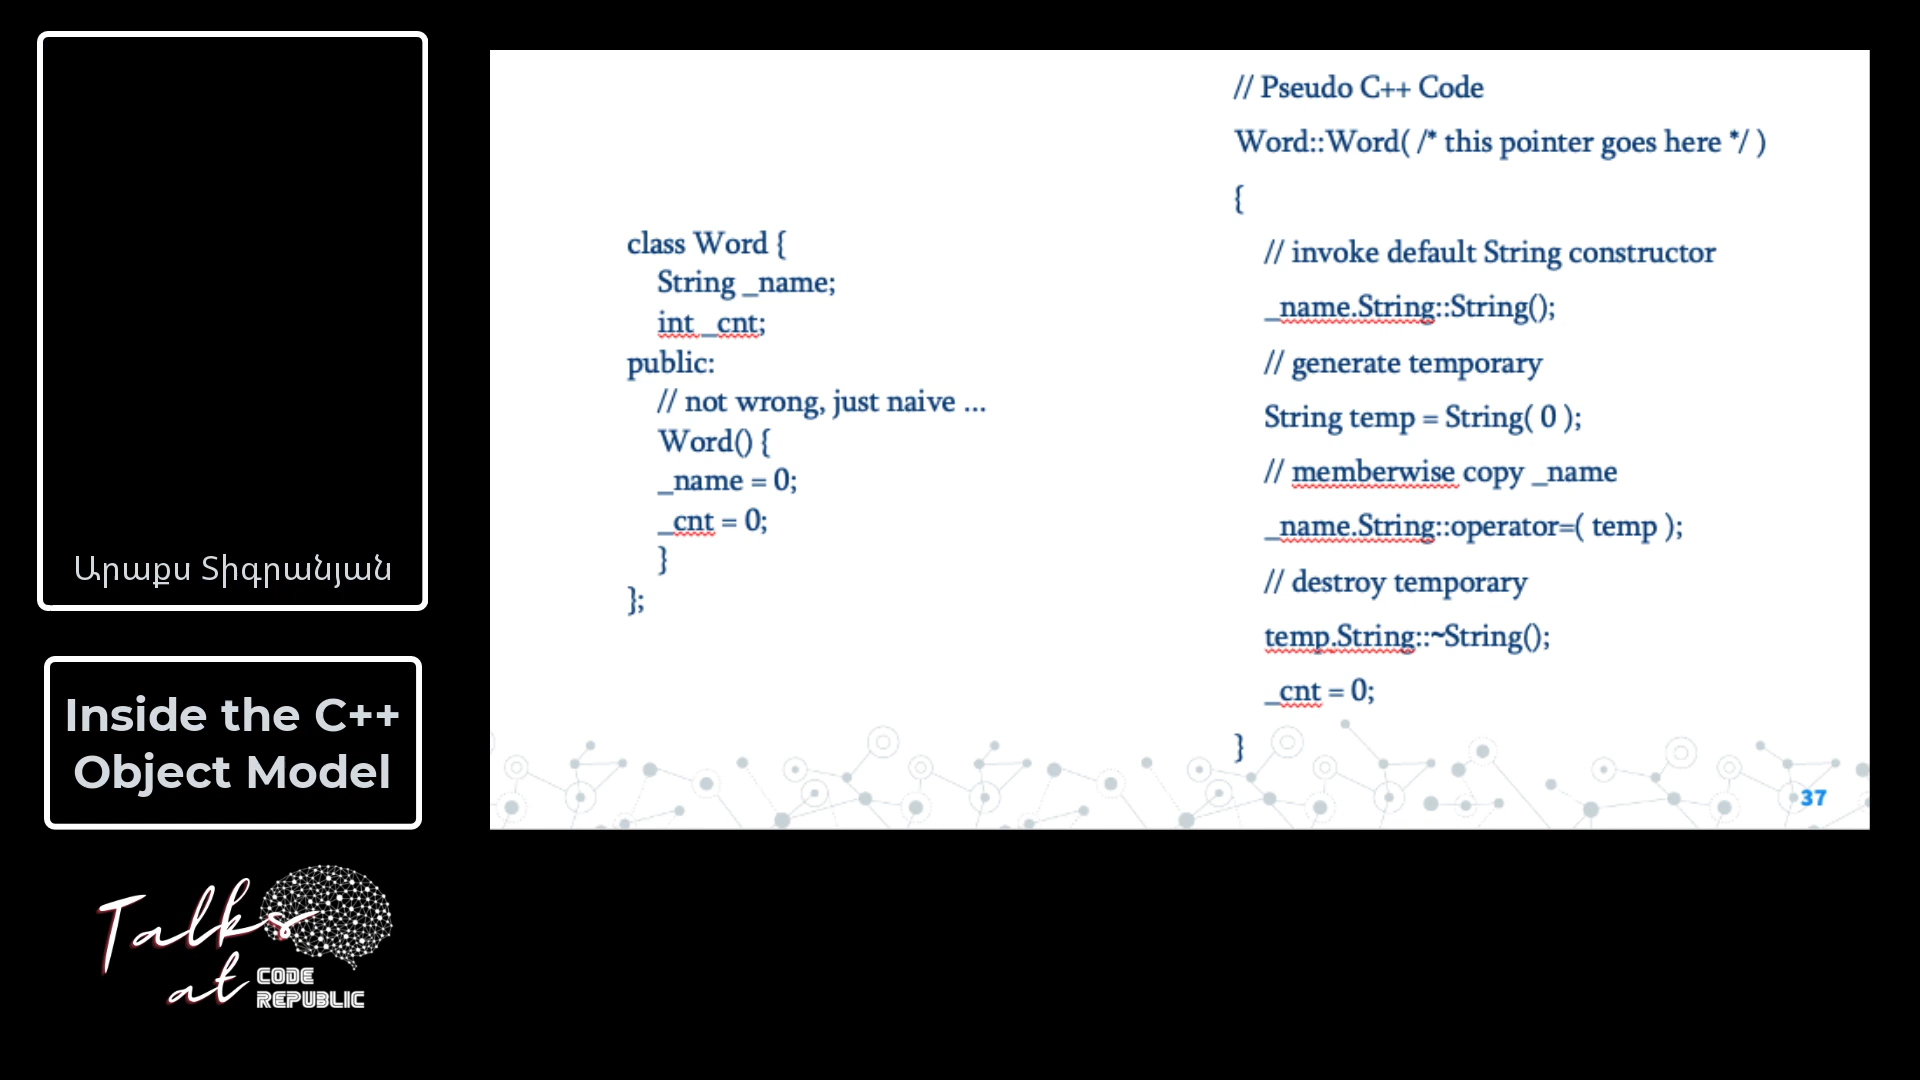 Արաքս Տիգրանյան
Inside the C++
Object Model
Talks
at
CODE
REPUBLIC
class Word {
String _name;
int _cnt;
public:
// not wrong, just naive ...
Word() {
_name = 0;
_cnt = 0;
}
};
// Pseudo C++ Code
Word::Word( /* this pointer goes here */ )
{
// invoke default String constructor
_name.String::String();
// generate temporary
String temp = String( 0 );
// memberwise copy _name
_name.String::operator=( temp );
// destroy temporary
temp.String::~String();
_cnt = 0;
}
37